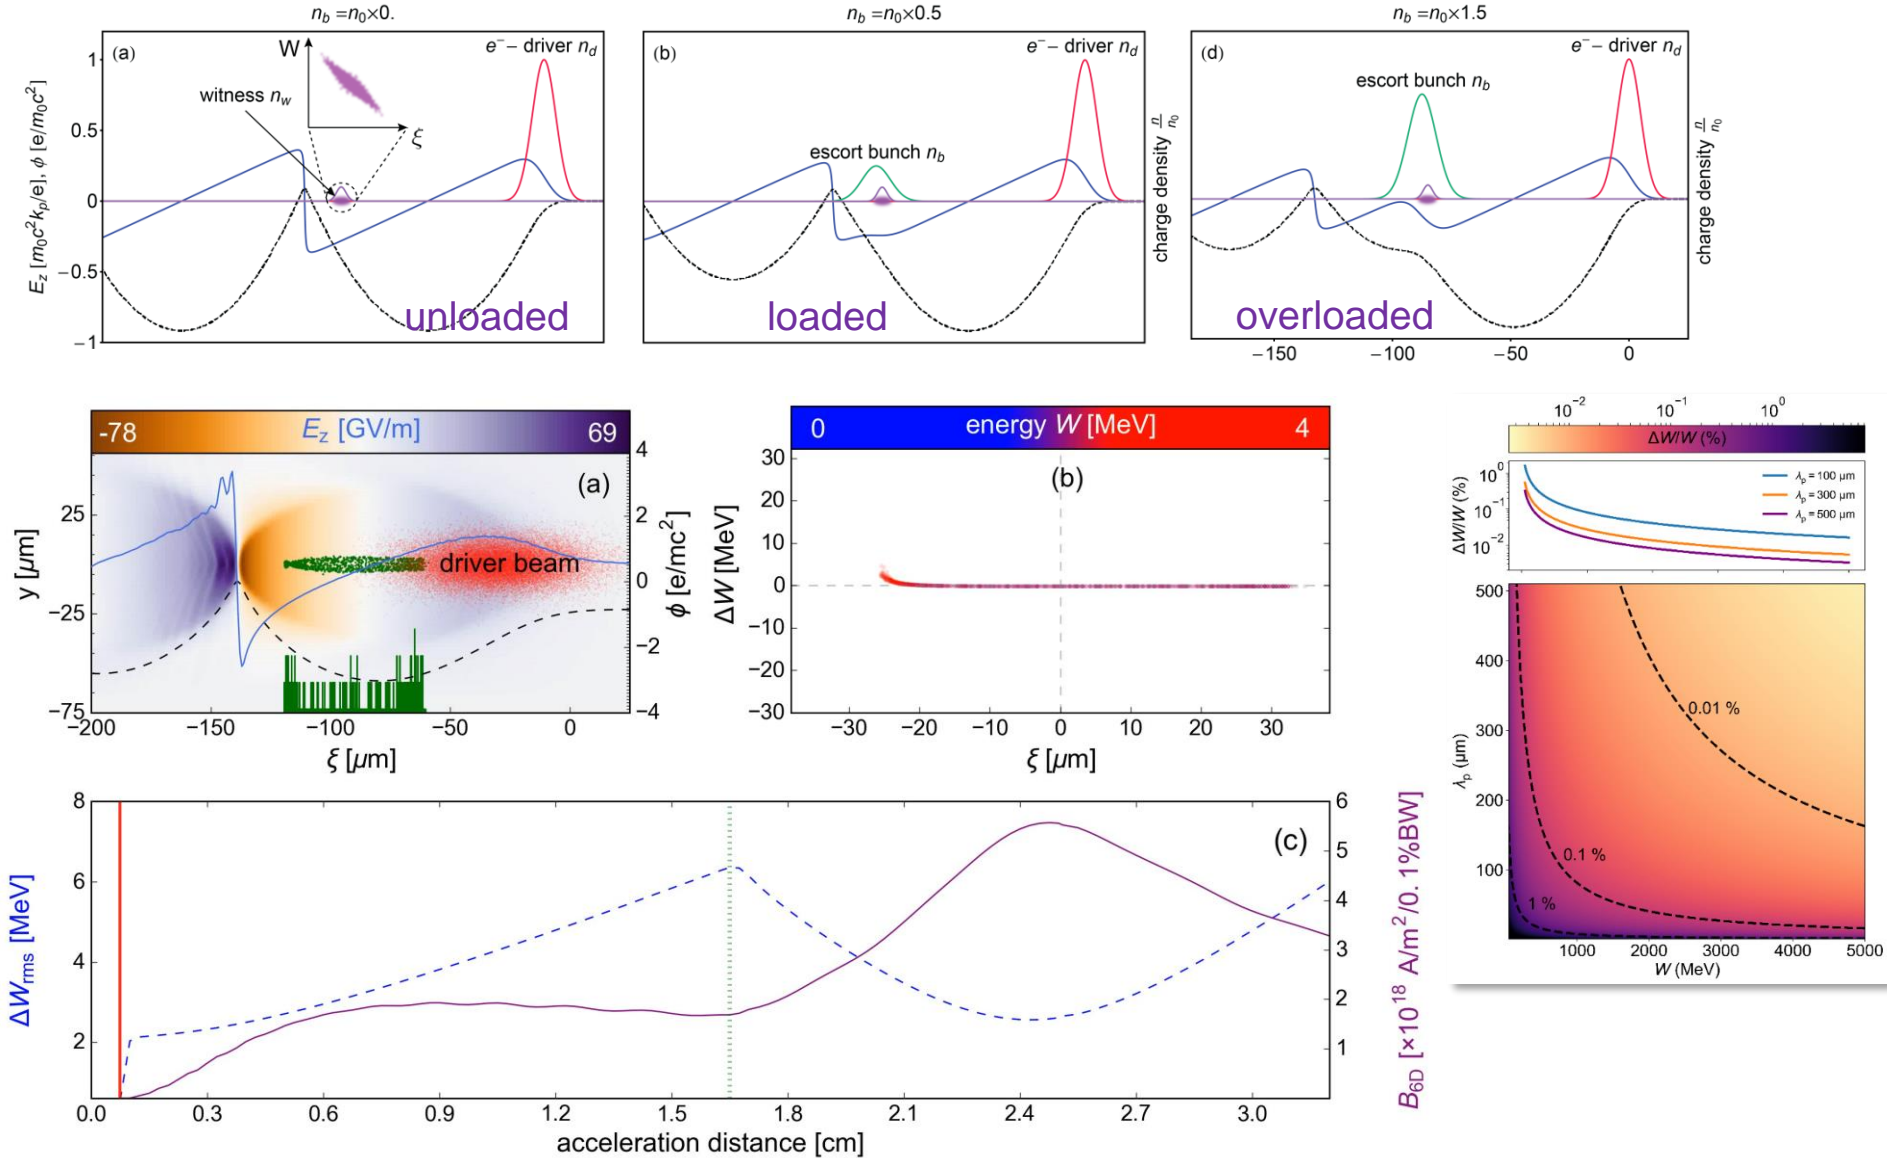 n_b = n_0×0.
n_b = n_0×0.5
n_b = n_0×1.5
(a)
W
e⁻ − driver n_d
witness n_w
ξ
unloaded
E_z [m_0c^2k_p/e], ϕ [e/m_0c^2]
1
0.5
0
−0.5
−1
(b)
e⁻ − driver n_d
escort bunch n_b
loaded
charge density n/n_0
(d)
e⁻ − driver n_d
escort bunch n_b
overloaded
charge density n/n_0
−150 −100 −50 0
-78 E_z [GV/m] 69
(a)
driver beam
y [μm]
25
−25
−75
4
2
0
−2
−4
ϕ [e/mc^2]
−200 −150 −100 −50 0
ξ [μm]
0 energy W [MeV] 4
(b)
ΔW [MeV]
30
20
10
0
−10
−20
−30
−30 −20 −10 0 10 20 30
ξ [μm]
10^−2 10^−1 10^0
ΔW/W (%)
ΔW/W (%)
10^0
10^−1
10^−2
λ_p = 100 μm
λ_p = 300 μm
λ_p = 500 μm
λ_p (μm)
500
400
300
200
100
0.01 %
0.1 %
1 %
1000 2000 3000 4000 5000
W (MeV)
(c)
ΔW_rms [MeV]
8
6
4
2
6
5
4
3
2
1
B_6D [×10^18 A/m^2/0.1%BW]
0.0 0.3 0.6 0.9 1.2 1.5 1.8 2.1 2.4 2.7 3.0
acceleration distance [cm]